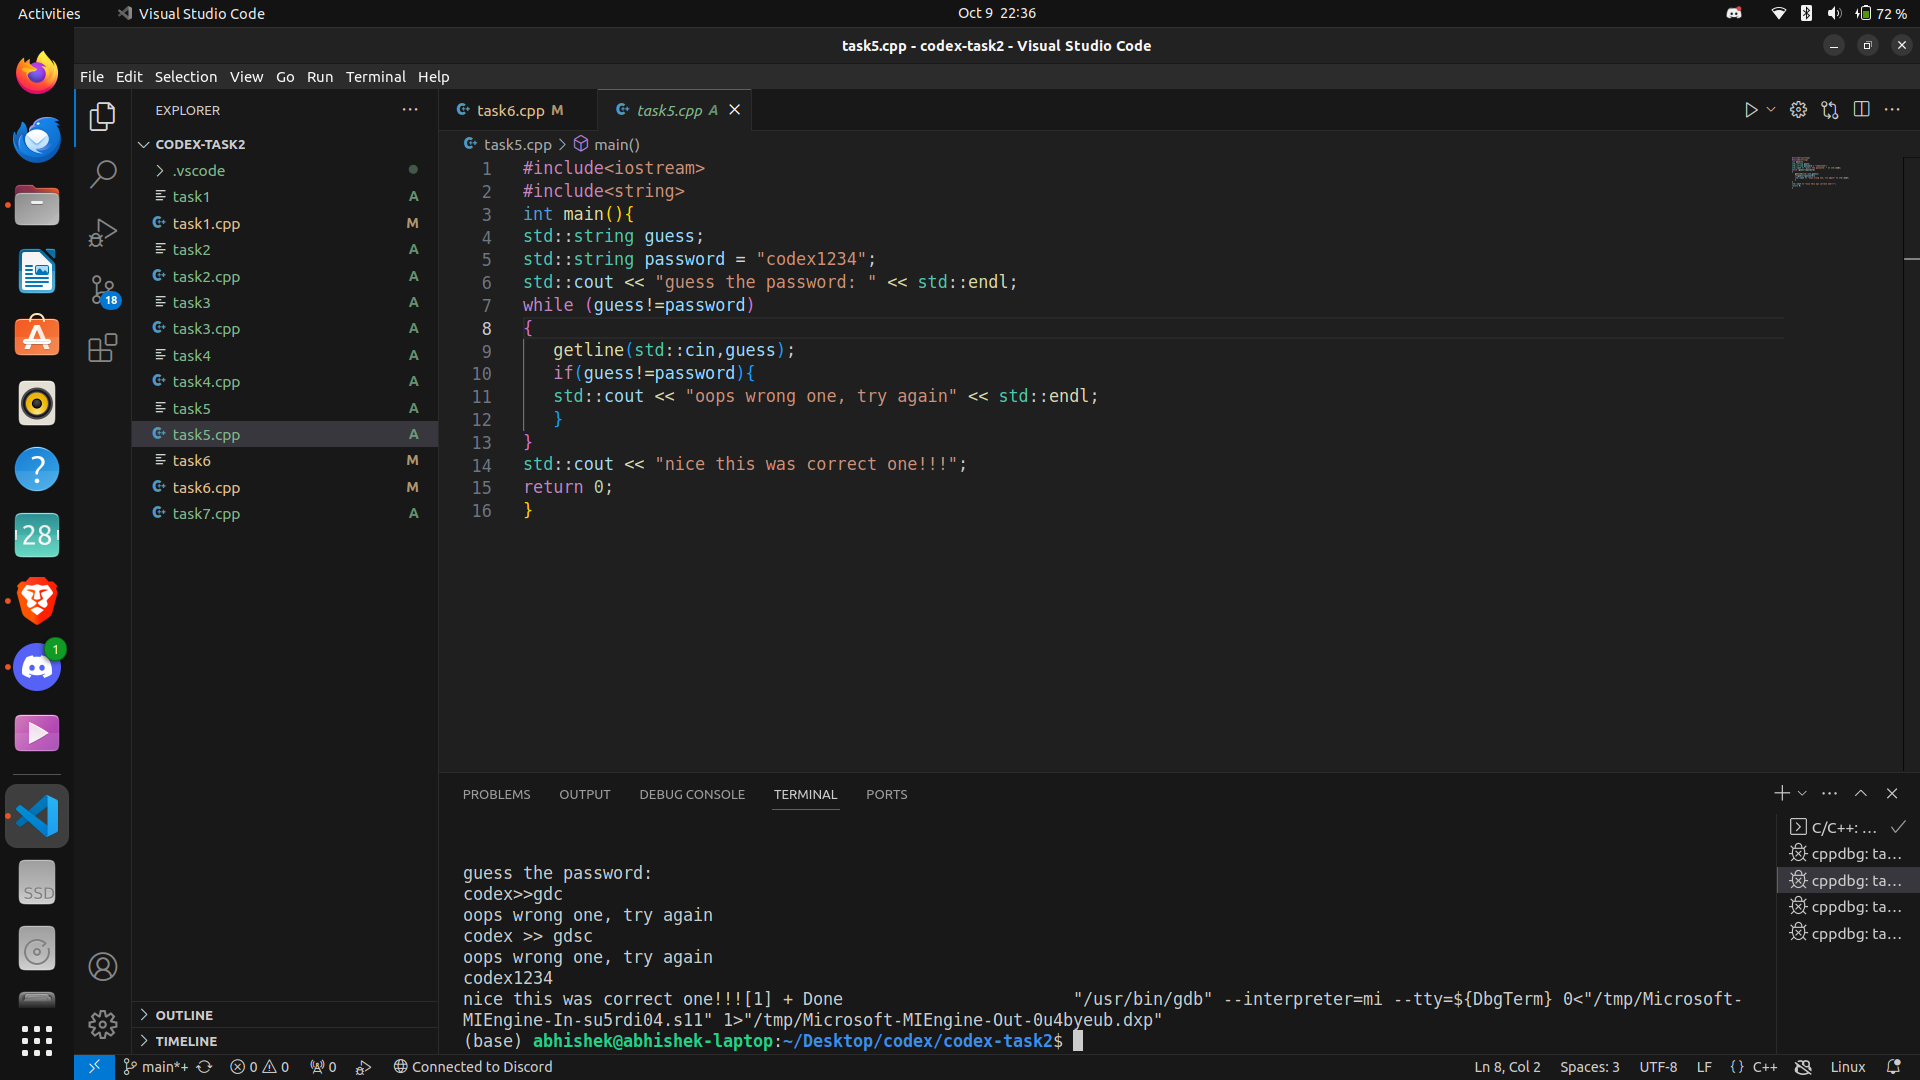 Activities
Visual Studio Code
Oct 9 22:36
72 %
task5.cpp - codex-task2 - Visual Studio Code
File Edit Selection View Go Run Terminal Help
EXPLORER
CODEX-TASK2
.vscode
task1 A
task1.cpp M
task2 A
task2.cpp A
task3 A
task3.cpp A
task4 A
task4.cpp A
task5 A
task5.cpp A
task6 M
task6.cpp M
task7.cpp A
OUTLINE
TIMELINE
18
28
1
SSD
task6.cpp M
task5.cpp A
task5.cpp > main()
1 #include<iostream>
2 #include<string>
3 int main(){
4 std::string guess;
5 std::string password = "codex1234";
6 std::cout << "guess the password: " << std::endl;
7 while (guess!=password)
8 {
9 getline(std::cin,guess);
10 if(guess!=password){
11 std::cout << "oops wrong one, try again" << std::endl;
12 }
13 }
14 std::cout << "nice this was correct one!!!";
15 return 0;
16 }
PROBLEMS OUTPUT DEBUG CONSOLE TERMINAL PORTS
guess the password:
codex>>gdc
oops wrong one, try again
codex >> gdsc
oops wrong one, try again
codex1234
nice this was correct one!!![1] + Done "/usr/bin/gdb" --interpreter=mi --tty=${DbgTerm} 0<"/tmp/Microsoft-
MIEngine-In-su5rdi04.s11" 1>"/tmp/Microsoft-MIEngine-Out-0u4byeub.dxp"
(base) abhishek@abhishek-laptop:~/Desktop/codex/codex-task2$
C/C++: ...
cppdbg: ta...
cppdbg: ta...
cppdbg: ta...
cppdbg: ta...
main*+ 0 0 0 Connected to Discord
Ln 8, Col 2 Spaces: 3 UTF-8 LF {} C++ Linux